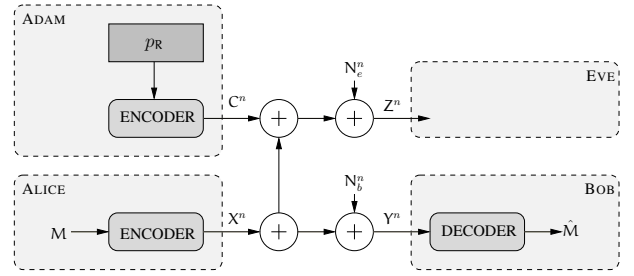 ADAM
p_R
N_e^n
EVE
ENCODER
C^n
+
+
Z^n
ALICE
N_b^n
BOB
M
ENCODER
X^n
+
+
Y^n
DECODER
M̂